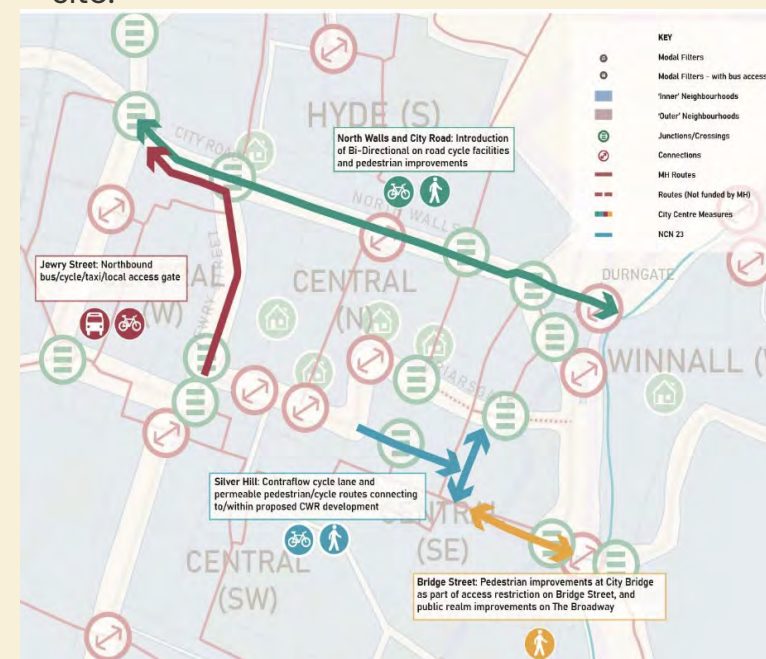 site.
HYDE (S)
CITY ROAD
North Walls and City Road: Introduction
of Bi-Directional on road cycle facilities
and pedestrian improvements
NORTH WALLS
KEY
Modal Filters
Modal Filters - with bus access
'Inner' Neighbourhoods
'Outer' Neighbourhoods
Junctions/Crossings
Connections
MH Routes
Routes (Not funded by MH)
City Centre Measures
NCN 23
DURNGATE
Jewry Street: Northbound
bus/cycle/taxi/local access gate
(W)
CENTRAL
(N)
WINNALL (
Silver Hill: Contraflow cycle lane and
permeable pedestrian/cycle routes connecting
to/within proposed CWR development
CENTRAL
(SE)
CENTRAL
(SW)
Bridge Street: Pedestrian improvements at City Bridge
as part of access restriction on Bridge Street, and
public realm improvements on The Broadway